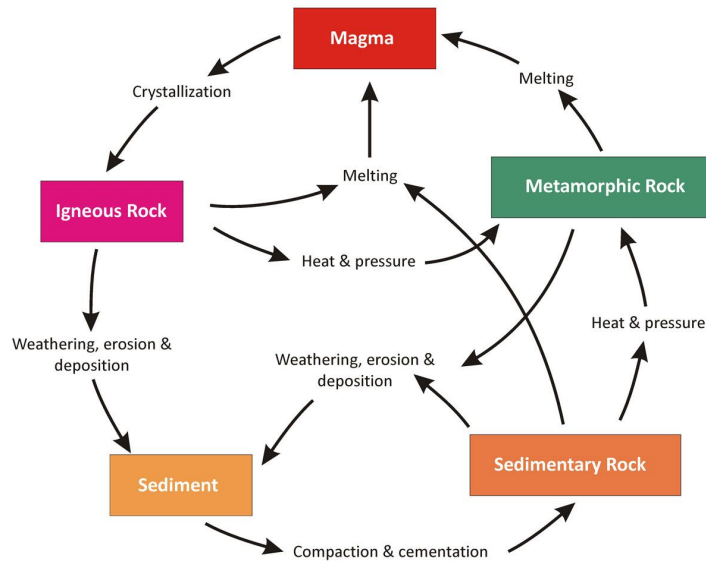 Magma
Crystallization
Melting
Melting
Metamorphic Rock
Igneous Rock
Heat & pressure
Heat & pressure
Weathering, erosion &
deposition
Weathering, erosion &
deposition
Sedimentary Rock
Sediment
Compaction & cementation